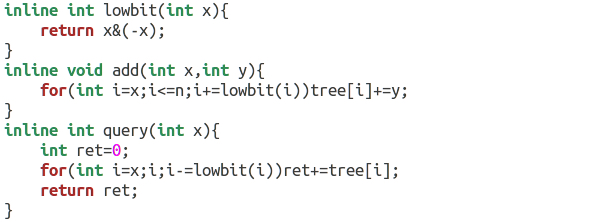 inline int lowbit(int x){
    return x&(-x);
}
inline void add(int x,int y){
    for(int i=x;i<=n;i+=lowbit(i))tree[i]+=y;
}
inline int query(int x){
    int ret=0;
    for(int i=x;i;i-=lowbit(i))ret+=tree[i];
    return ret;
}